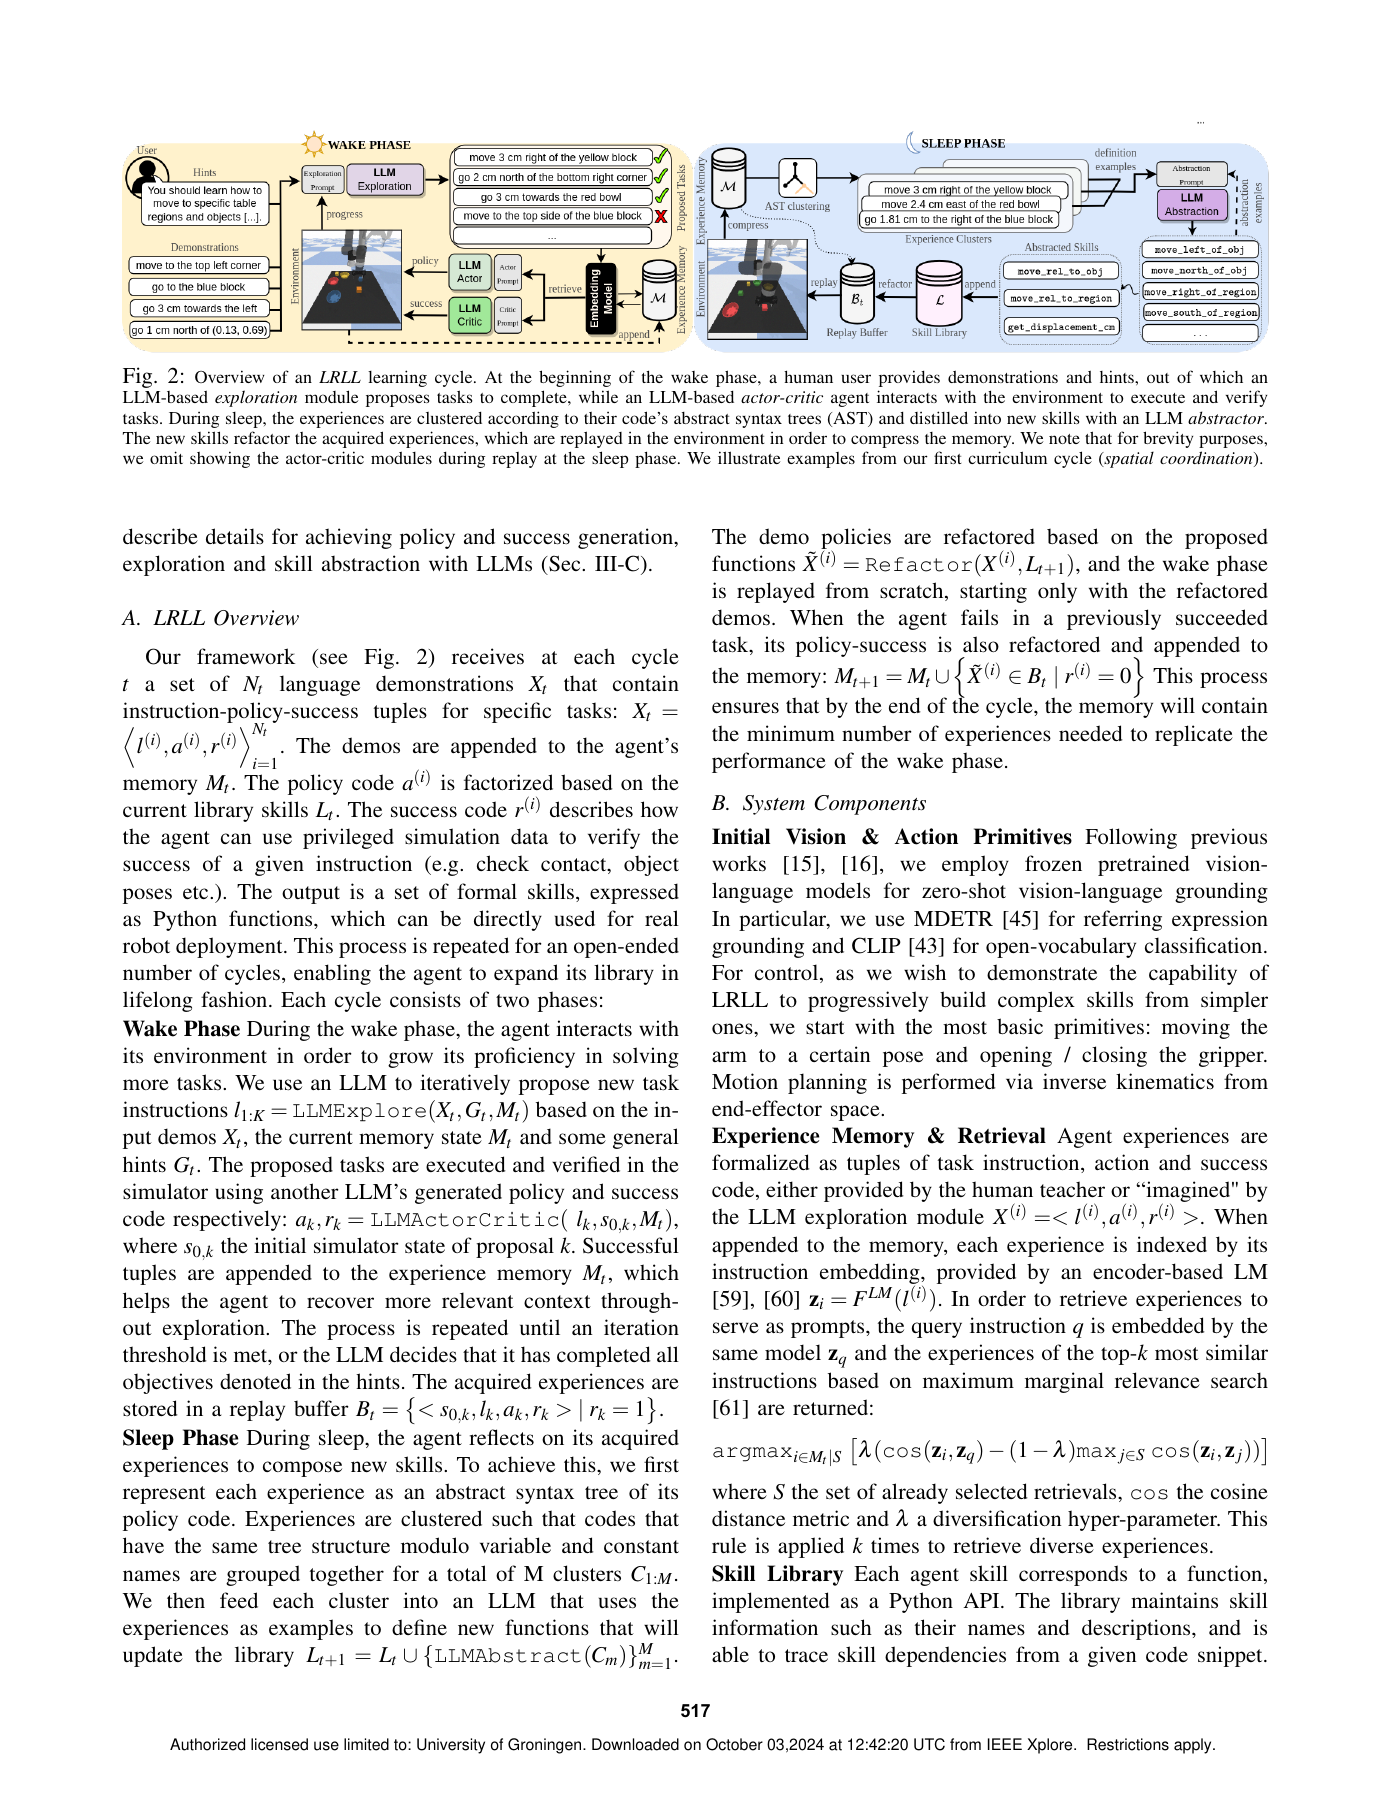 ...
User
WAKE PHASE
Hints
You should learn how to
move to specific table
regions and objects [...].
Demonstrations
move to the top left corner
go to the blue block
go 3 cm towards the left
go 1 cm north of (0.13, 0.69)
Exploration
Prompt
LLM
Exploration
progress
Environment
move 3 cm right of the yellow block
go 2 cm north of the bottom right corner
go 3 cm towards the red bowl
move to the top side of the blue block
...
Proposed Tasks
policy
LLM
Actor
Actor
Prompt
success
LLM
Critic
Critic
Prompt
retrieve
Embedding
Model
M
append
Experience Memory
SLEEP PHASE
Experience Memory
M
AST clustering
compress
Environment
move 3 cm right of the yellow block
move 2.4 cm east of the red bowl
go 1.81 cm to the right of the blue block
Experience Clusters
definition
examples
Abstraction
Prompt
LLM
Abstraction
abstraction
examples
replay
Bt
Replay Buffer
refactor
L
Skill Library
append
Abstracted Skills
move_rel_to_obj
move_rel_to_region
get_displacement_cm
move_left_of_obj
move_north_of_obj
move_right_of_region
move_south_of_region
...
Fig. 2: Overview of an LRLL learning cycle. At the beginning of the wake phase, a human user provides demonstrations and hints, out of which an
LLM-based exploration module proposes tasks to complete, while an LLM-based actor-critic agent interacts with the environment to execute and verify
tasks. During sleep, the experiences are clustered according to their code's abstract syntax trees (AST) and distilled into new skills with an LLM abstractor.
The new skills refactor the acquired experiences, which are replayed in the environment in order to compress the memory. We note that for brevity purposes,
we omit showing the actor-critic modules during replay at the sleep phase. We illustrate examples from our first curriculum cycle (spatial coordination).
describe details for achieving policy and success generation,
exploration and skill abstraction with LLMs (Sec. III-C).
A. LRLL Overview
Our framework (see Fig. 2) receives at each cycle
t a set of Nt language demonstrations Xt that contain
instruction-policy-success tuples for specific tasks: Xt =
⟨l(i), a(i), r(i)⟩ Nt i=1. The demos are appended to the agent's
memory Mt. The policy code a(i) is factorized based on the
current library skills Lt. The success code r(i) describes how
the agent can use privileged simulation data to verify the
success of a given instruction (e.g. check contact, object
poses etc.). The output is a set of formal skills, expressed
as Python functions, which can be directly used for real
robot deployment. This process is repeated for an open-ended
number of cycles, enabling the agent to expand its library in
lifelong fashion. Each cycle consists of two phases:
Wake Phase During the wake phase, the agent interacts with
its environment in order to grow its proficiency in solving
more tasks. We use an LLM to iteratively propose new task
instructions l1:K = LLMExplore(Xt, Gt, Mt) based on the in-
put demos Xt, the current memory state Mt and some general
hints Gt. The proposed tasks are executed and verified in the
simulator using another LLM's generated policy and success
code respectively: ak, rk = LLMActorCritic( lk, s0,k, Mt),
where s0,k the initial simulator state of proposal k. Successful
tuples are appended to the experience memory Mt, which
helps the agent to recover more relevant context through-
out exploration. The process is repeated until an iteration
threshold is met, or the LLM decides that it has completed all
objectives denoted in the hints. The acquired experiences are
stored in a replay buffer Bt = {< s0,k, lk, ak, rk > | rk = 1}.
Sleep Phase During sleep, the agent reflects on its acquired
experiences to compose new skills. To achieve this, we first
represent each experience as an abstract syntax tree of its
policy code. Experiences are clustered such that codes that
have the same tree structure modulo variable and constant
names are grouped together for a total of M clusters C1:M.
We then feed each cluster into an LLM that uses the
experiences as examples to define new functions that will
update the library Lt+1 = Lt ∪ {LLMAbstract(Cm)}M m=1.
The demo policies are refactored based on the proposed
functions X̃(i) = Refactor(X(i), Lt+1), and the wake phase
is replayed from scratch, starting only with the refactored
demos. When the agent fails in a previously succeeded
task, its policy-success is also refactored and appended to
the memory: Mt+1 = Mt ∪ {X̃(i) ∈ Bt | r(i) = 0} This process
ensures that by the end of the cycle, the memory will contain
the minimum number of experiences needed to replicate the
performance of the wake phase.
B. System Components
Initial Vision & Action Primitives Following previous
works [15], [16], we employ frozen pretrained vision-
language models for zero-shot vision-language grounding
In particular, we use MDETR [45] for referring expression
grounding and CLIP [43] for open-vocabulary classification.
For control, as we wish to demonstrate the capability of
LRLL to progressively build complex skills from simpler
ones, we start with the most basic primitives: moving the
arm to a certain pose and opening / closing the gripper.
Motion planning is performed via inverse kinematics from
end-effector space.
Experience Memory & Retrieval Agent experiences are
formalized as tuples of task instruction, action and success
code, either provided by the human teacher or “imagined" by
the LLM exploration module X(i) =< l(i), a(i), r(i) >. When
appended to the memory, each experience is indexed by its
instruction embedding, provided by an encoder-based LM
[59], [60] zi = FLM(l(i)). In order to retrieve experiences to
serve as prompts, the query instruction q is embedded by the
same model zq and the experiences of the top-k most similar
instructions based on maximum marginal relevance search
[61] are returned:
argmaxi∈Mt|S [λ(cos(zi, zq) − (1 − λ)maxj∈S cos(zi, zj))]
where S the set of already selected retrievals, cos the cosine
distance metric and λ a diversification hyper-parameter. This
rule is applied k times to retrieve diverse experiences.
Skill Library Each agent skill corresponds to a function,
implemented as a Python API. The library maintains skill
information such as their names and descriptions, and is
able to trace skill dependencies from a given code snippet.
517
Authorized licensed use limited to: University of Groningen. Downloaded on October 03,2024 at 12:42:20 UTC from IEEE Xplore. Restrictions apply.